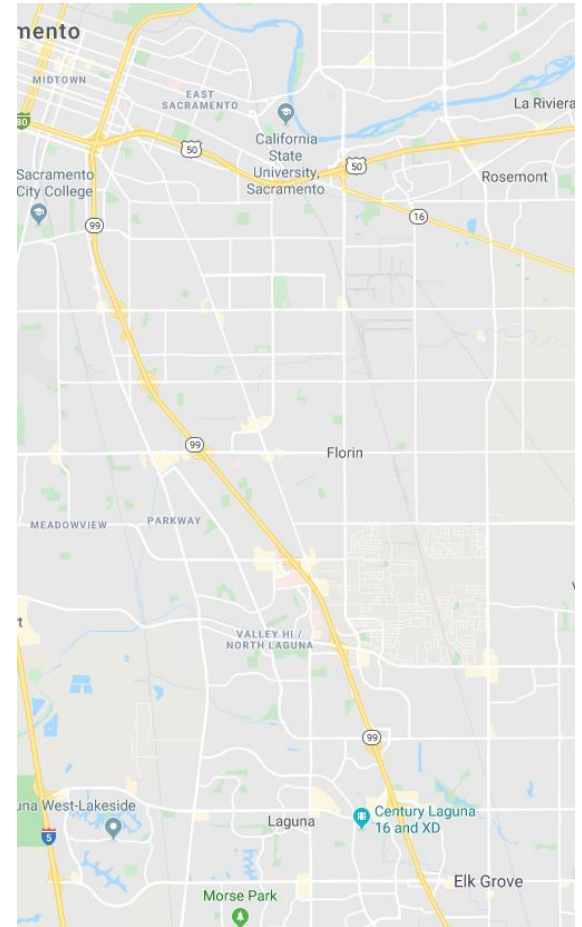 mento
MIDTOWN
EAST
SACRAMENTO
La Riviera
80
California
State
University,
Sacramento
50
50
Rosemont
Sacramento
City College
16
99
99
Florin
MEADOWVIEW
PARKWAY
rt
VALLEY HI /
NORTH LAGUNA
99
una West-Lakeside
Century Laguna
16 and XD
Laguna
5
Elk Grove
Morse Park